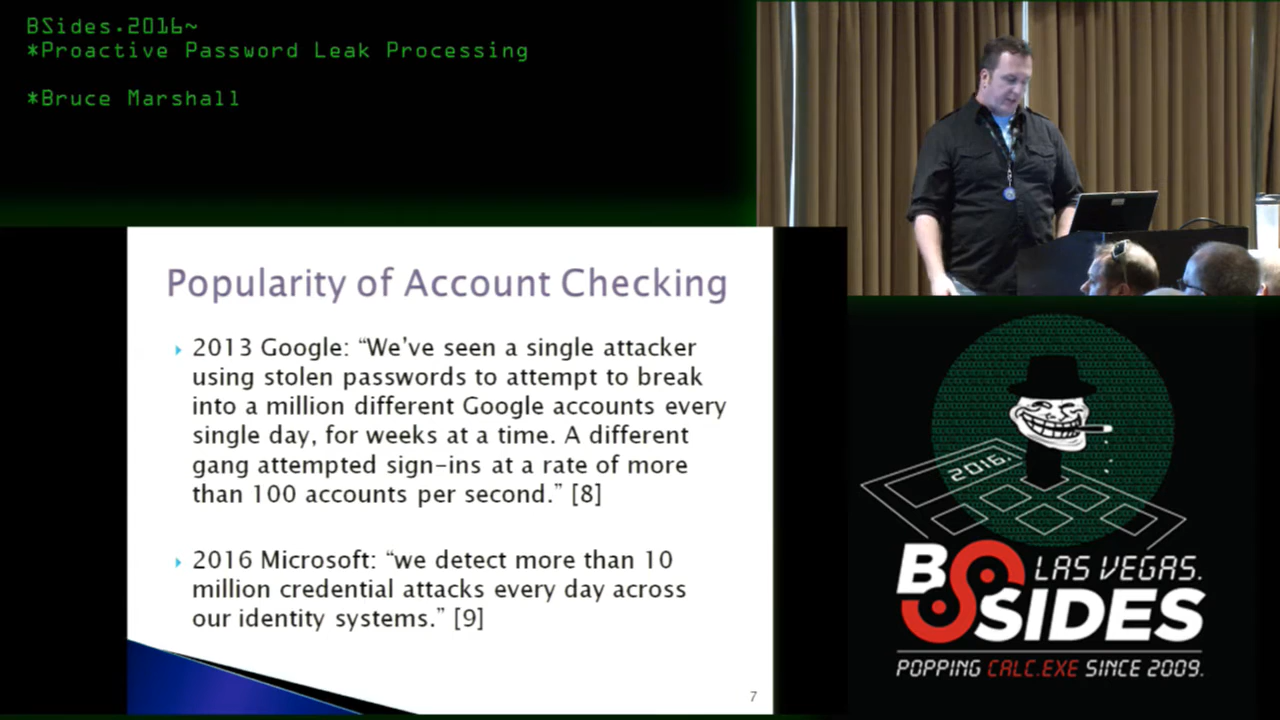 BSides.2016~
*Proactive Password Leak Processing
*Bruce Marshall
Popularity of Account Checking
2013 Google: “We’ve seen a single attacker
using stolen passwords to attempt to break
into a million different Google accounts every
single day, for weeks at a time. A different
gang attempted sign-ins at a rate of more
than 100 accounts per second.” [8]
2016 Microsoft: “we detect more than 10
million credential attacks every day across
our identity systems.” [9]
7
2016.
BSIDES
LAS VEGAS.
POPPING CALC.EXE SINCE 2009.